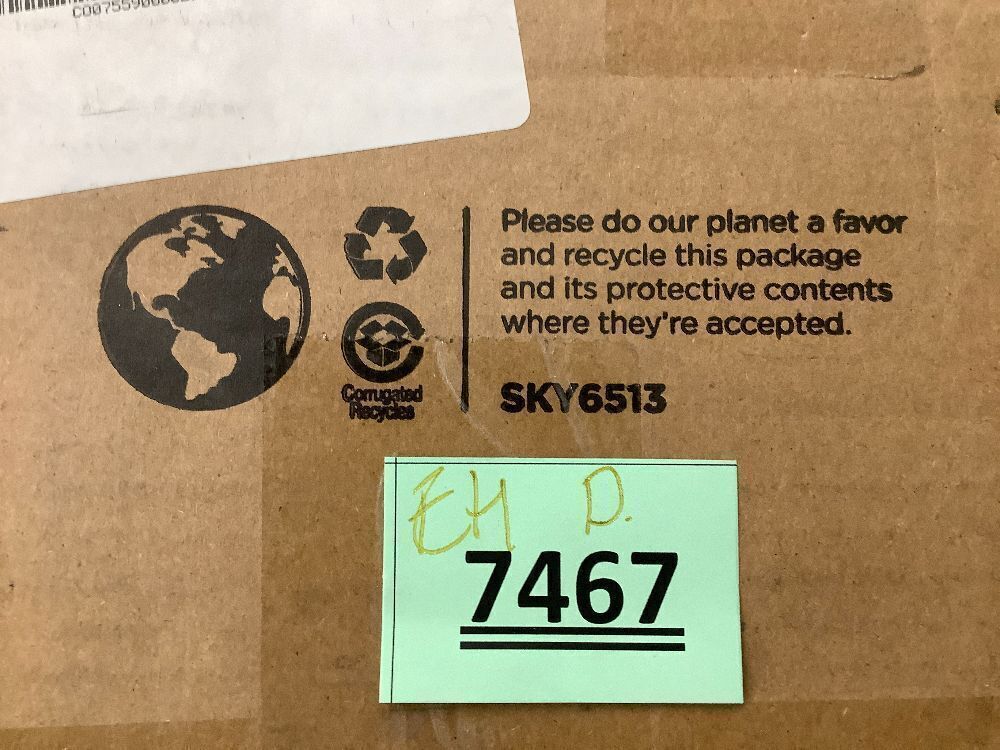 Please do our planet a favor
and recycle this package
and its protective contents
where they're accepted.
SKY6513
Corrugated
Recycles
EH D.
7467